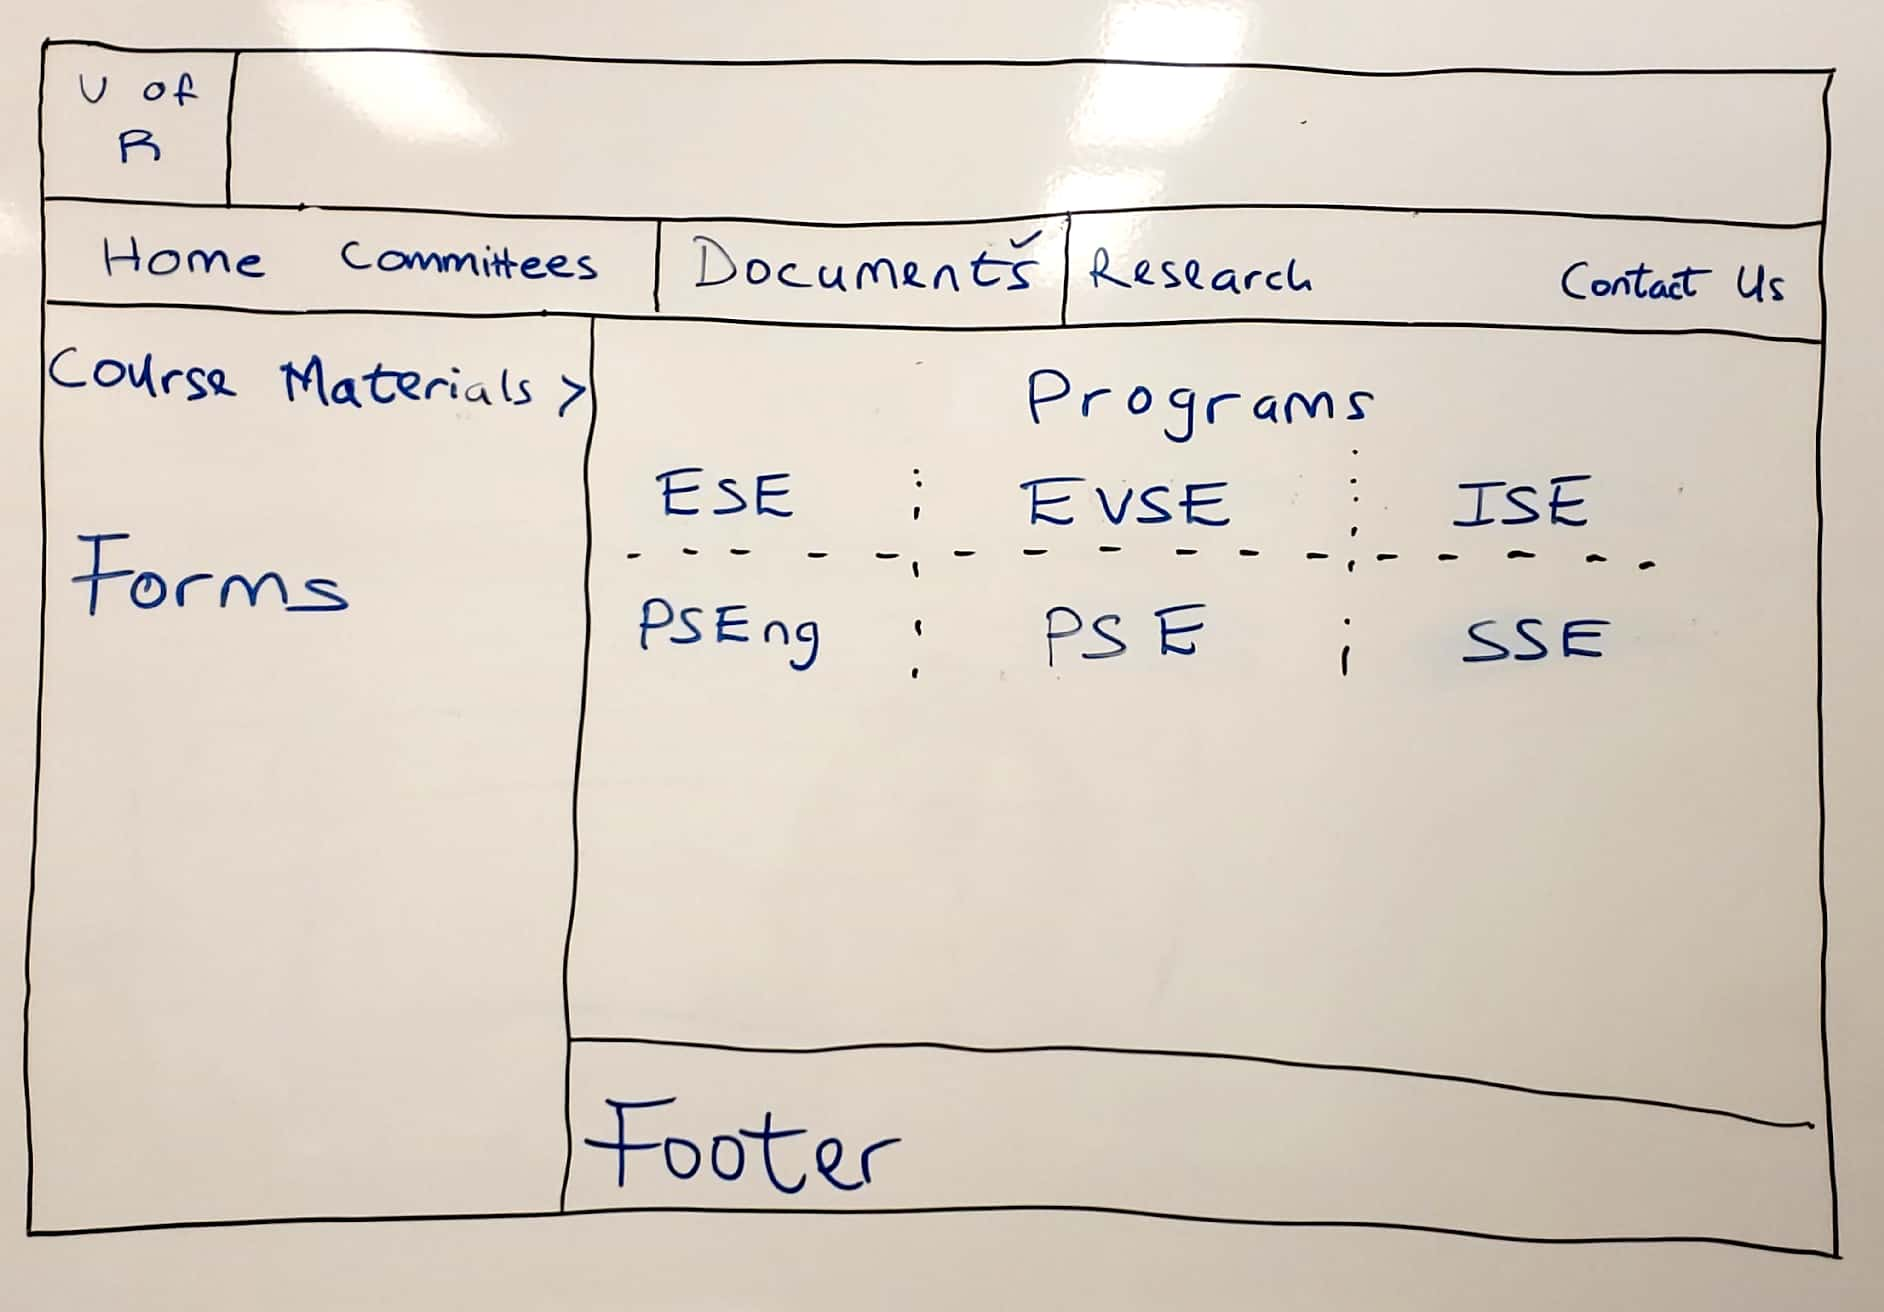 U of
R
Home Committees Documents Research Contact Us
Course Materials >
Forms
Programs
ESE EVSE ISE
PSEng PSE SSE
Footer